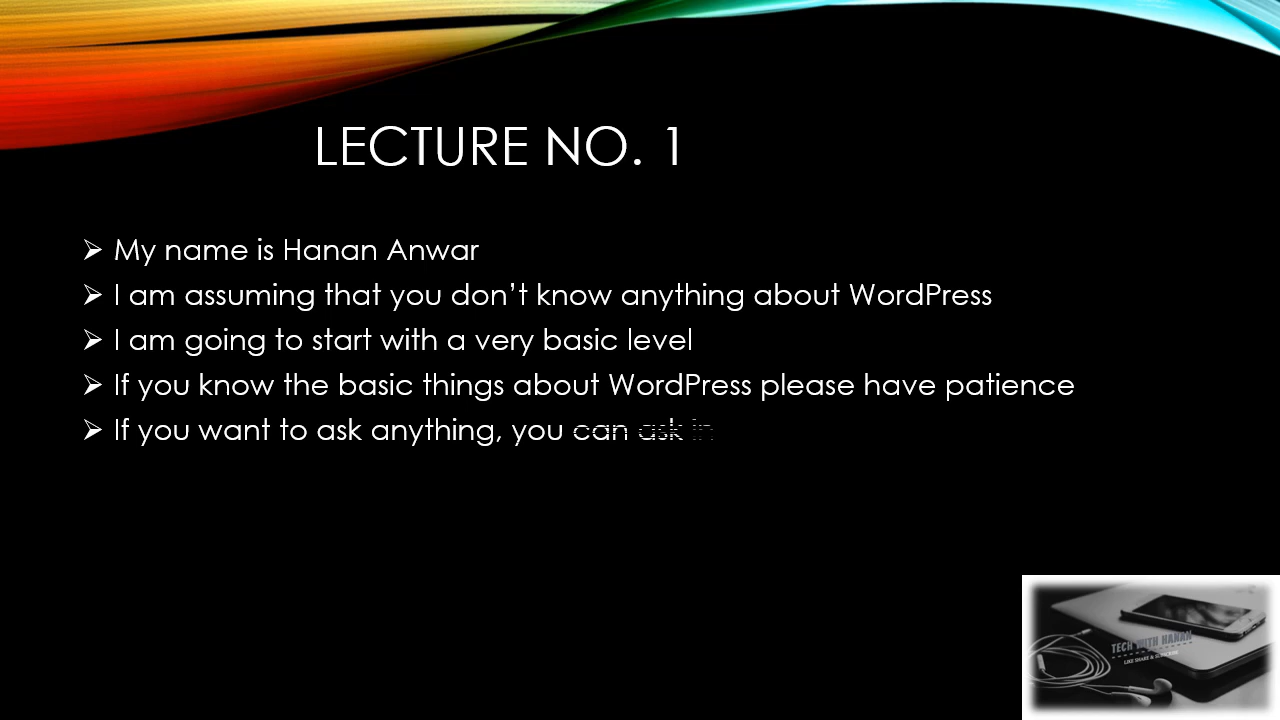 LECTURE NO. 1
My name is Hanan Anwar
I am assuming that you don’t know anything about WordPress
I am going to start with a very basic level
If you know the basic things about WordPress please have patience
If you want to ask anything, you can ask in
TECH WITH HANAN
LIKE SHARE & SUBSCRIBE